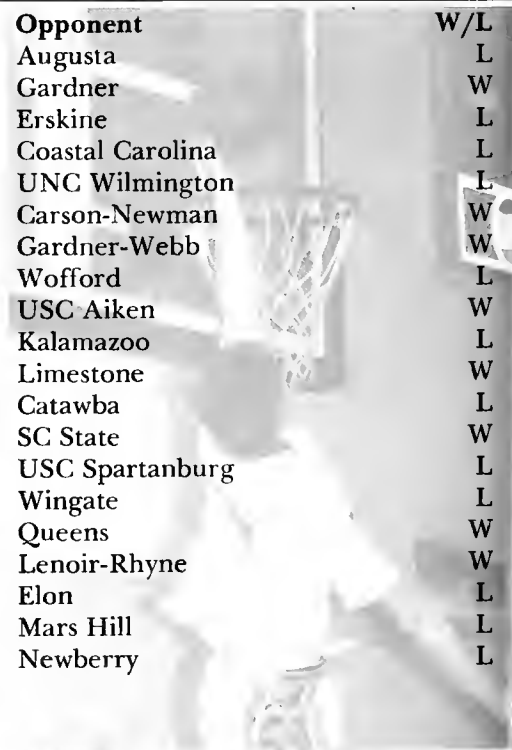 Opponent W/L
Augusta L
Gardner W
Erskine L
Coastal Carolina L
UNC Wilmington L
Carson-Newman W
Gardner-Webb W
Wofford L
USC Aiken W
Kalamazoo L
Limestone W
Catawba L
SC State W
USC Spartanburg L
Wingate L
Queens W
Lenoir-Rhyne W
Elon L
Mars Hill L
Newberry L